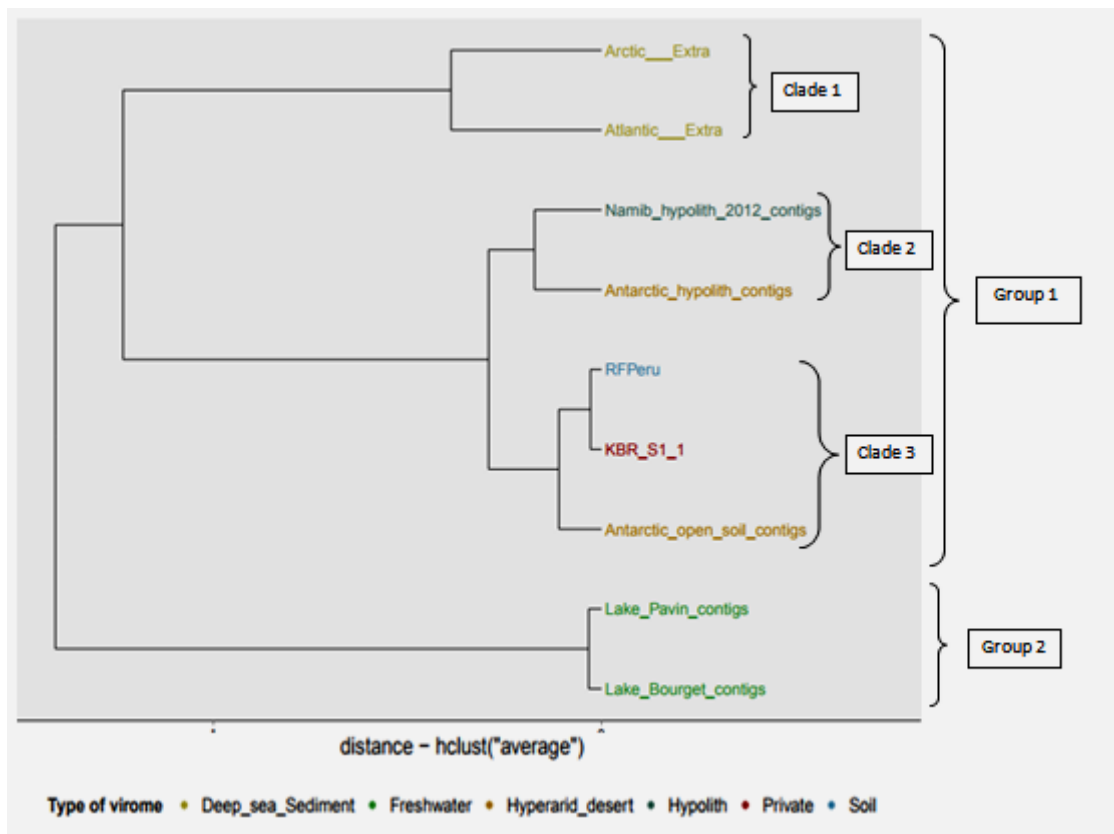 Arctic___Extra
Clade 1
Atlantic___Extra
Namib_hypolith_2012_contigs
Clade 2
Antarctic_hypolith_contigs
Group 1
RFPeru
KBR_S1_1
Clade 3
Antarctic_open_soil_contigs
Lake_Pavin_contigs
Group 2
Lake_Bourget_contigs
distance − hclust("average")
Type of virome • Deep_sea_Sediment • Freshwater • Hyperarid_desert • Hypolith • Private • Soil